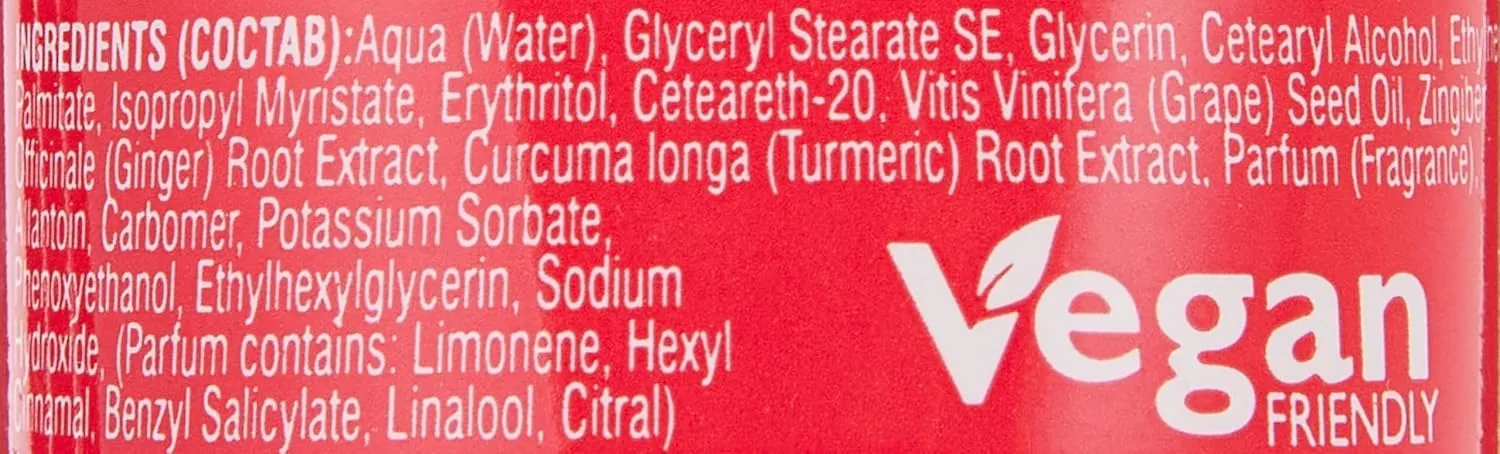 INGREDIENTS (СОСТАВ):Aqua (Water), Glyceryl Stearate SE, Glycerin, Cetearyl Alcohol,
Palmitate, Isopropyl Myristate, Erythritol, Ceteareth-20, Vitis Vinifera (Grape) Seed Oil, Zingiber
Officinale (Ginger) Root Extract, Curcuma longa (Turmeric) Root Extract, Parfum (Fragrance),
Allantoin, Carbomer, Potassium Sorbate,
Phenoxyethanol, Ethylhexylglycerin, Sodium
Hydroxide, (Parfum contains: Limonene, Hexyl
Cinnamal, Benzyl Salicylate, Linalool, Citral)
Vegan
FRIENDLY